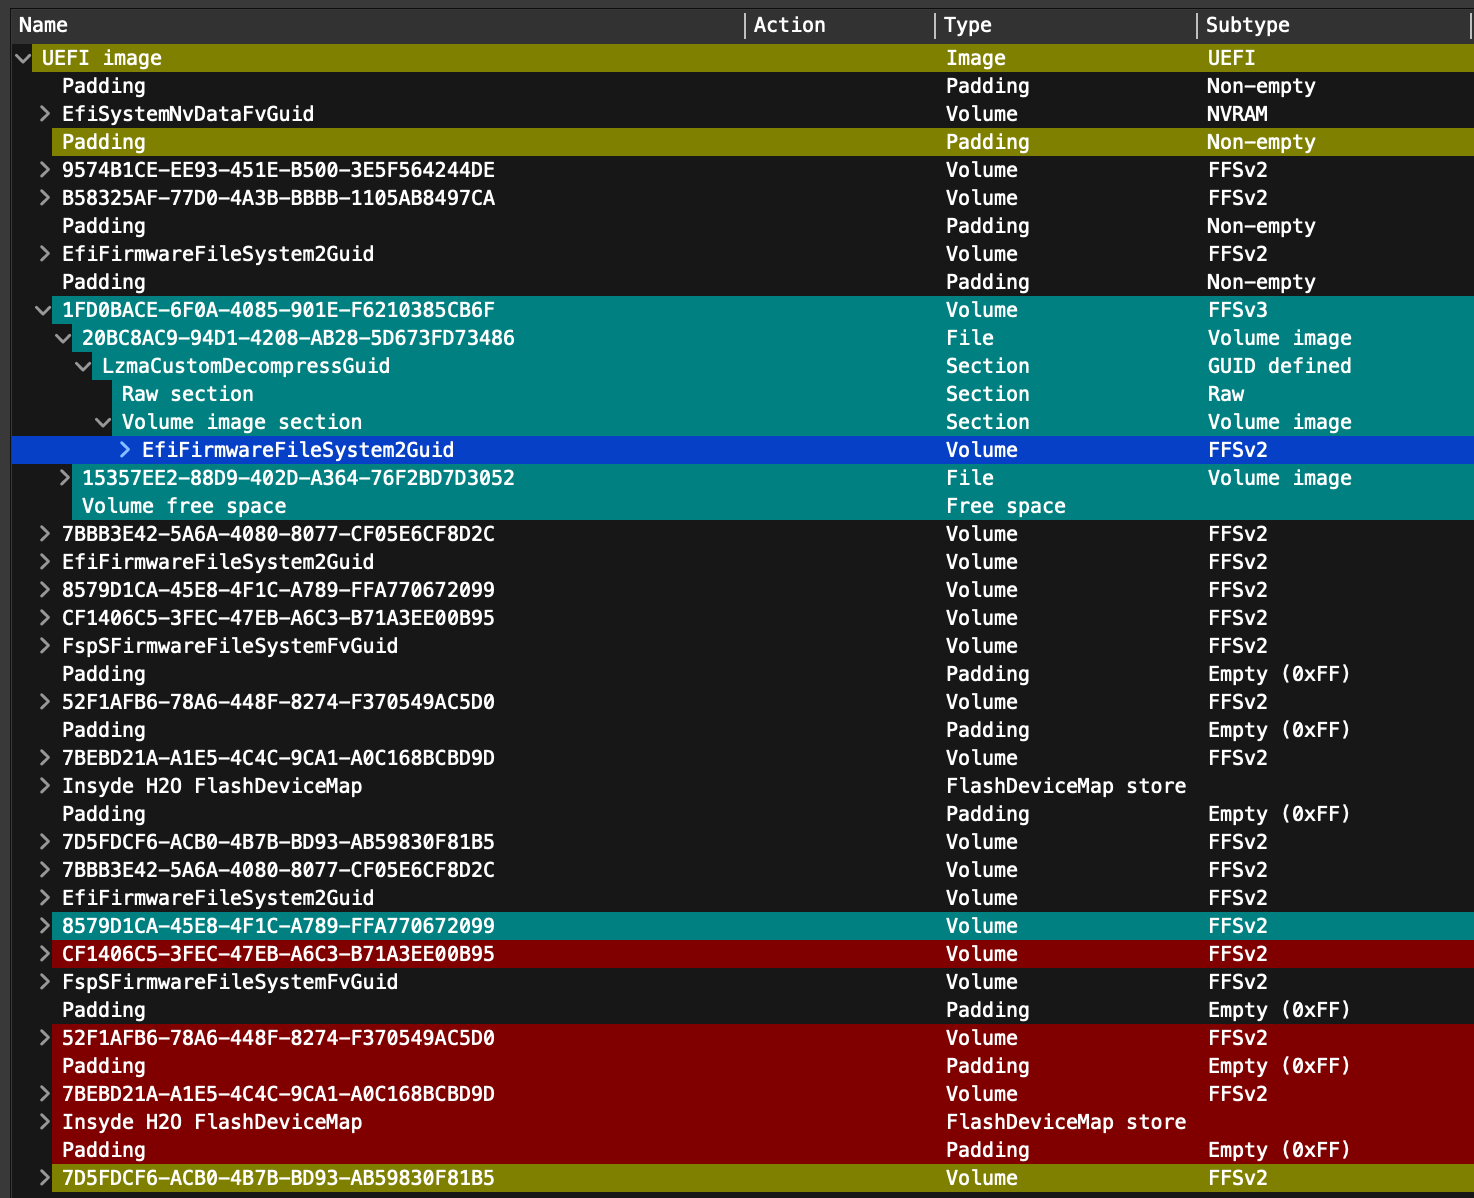 Name Action Type Subtype
UEFI image Image UEFI
Padding Padding Non-empty
EfiSystemNvDataFvGuid Volume NVRAM
Padding Padding Non-empty
9574B1CE-EE93-451E-B500-3E5F564244DE Volume FFSv2
B58325AF-77D0-4A3B-BBBB-1105AB8497CA Volume FFSv2
Padding Padding Non-empty
EfiFirmwareFileSystem2Guid Volume FFSv2
Padding Padding Non-empty
1FD0BACE-6F0A-4085-901E-F6210385CB6F Volume FFSv3
20BC8AC9-94D1-4208-AB28-5D673FD73486 File Volume image
LzmaCustomDecompressGuid Section GUID defined
Raw section Section Raw
Volume image section Section Volume image
EfiFirmwareFileSystem2Guid Volume FFSv2
15357EE2-88D9-402D-A364-76F2BD7D3052 File Volume image
Volume free space Free space
7BBB3E42-5A6A-4080-8077-CF05E6CF8D2C Volume FFSv2
EfiFirmwareFileSystem2Guid Volume FFSv2
8579D1CA-45E8-4F1C-A789-FFA770672099 Volume FFSv2
CF1406C5-3FEC-47EB-A6C3-B71A3EE00B95 Volume FFSv2
FspSFirmwareFileSystemFvGuid Volume FFSv2
Padding Padding Empty (0xFF)
52F1AFB6-78A6-448F-8274-F370549AC5D0 Volume FFSv2
Padding Padding Empty (0xFF)
7BEBD21A-A1E5-4C4C-9CA1-A0C168BCBD9D Volume FFSv2
Insyde H2O FlashDeviceMap FlashDeviceMap store
Padding Padding Empty (0xFF)
7D5FDCF6-ACB0-4B7B-BD93-AB59830F81B5 Volume FFSv2
7BBB3E42-5A6A-4080-8077-CF05E6CF8D2C Volume FFSv2
EfiFirmwareFileSystem2Guid Volume FFSv2
8579D1CA-45E8-4F1C-A789-FFA770672099 Volume FFSv2
CF1406C5-3FEC-47EB-A6C3-B71A3EE00B95 Volume FFSv2
FspSFirmwareFileSystemFvGuid Volume FFSv2
Padding Padding Empty (0xFF)
52F1AFB6-78A6-448F-8274-F370549AC5D0 Volume FFSv2
Padding Padding Empty (0xFF)
7BEBD21A-A1E5-4C4C-9CA1-A0C168BCBD9D Volume FFSv2
Insyde H2O FlashDeviceMap FlashDeviceMap store
Padding Padding Empty (0xFF)
7D5FDCF6-ACB0-4B7B-BD93-AB59830F81B5 Volume FFSv2